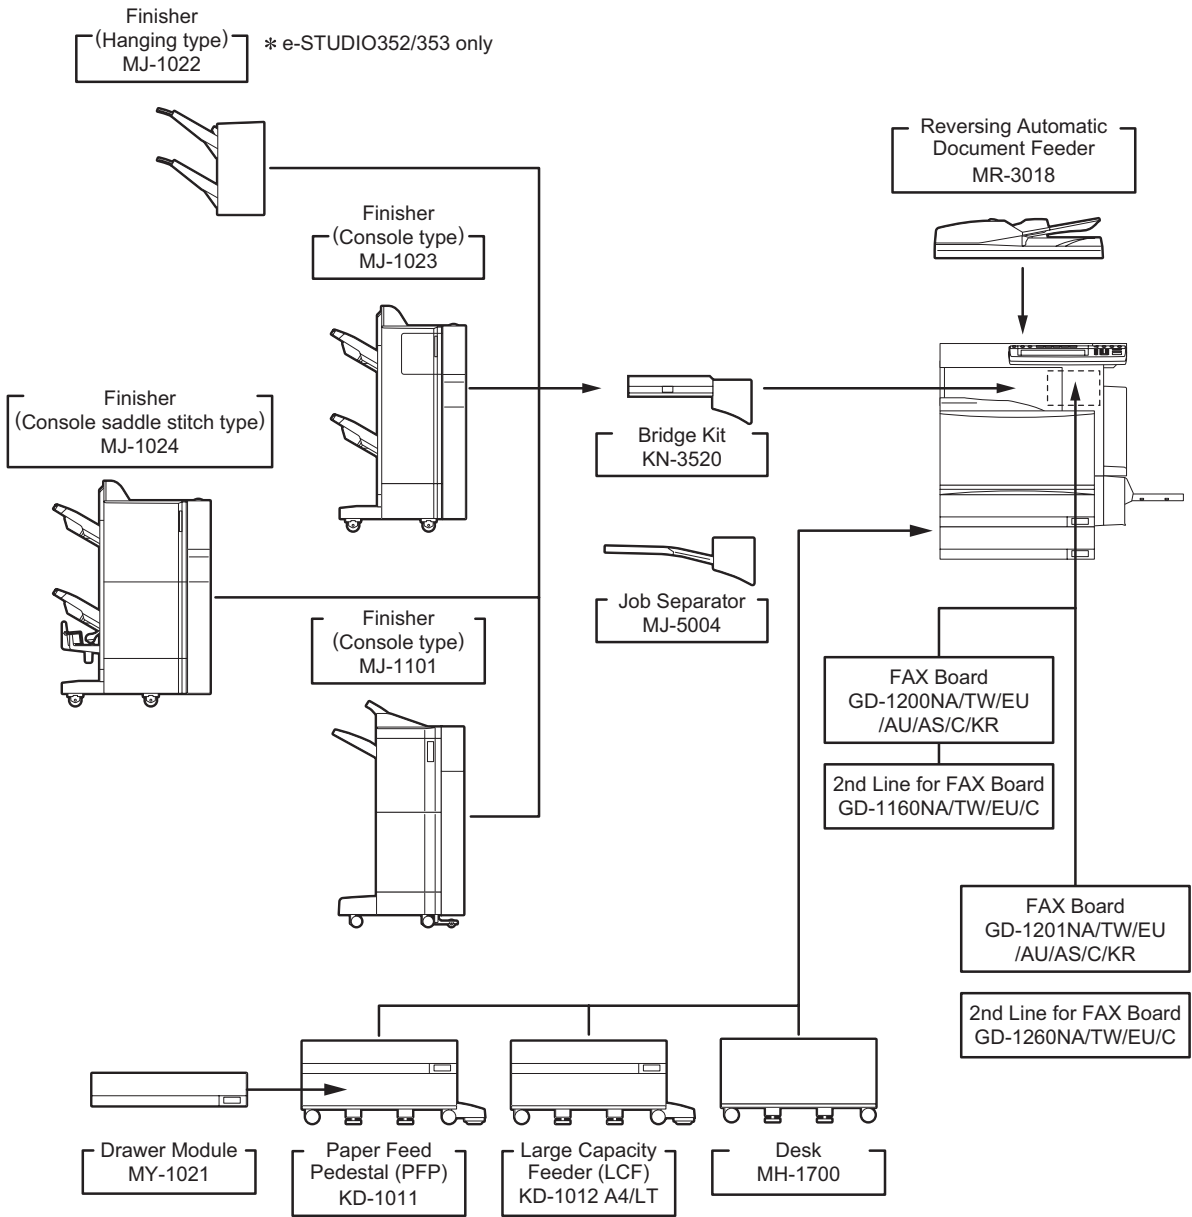 Finisher
(Hanging type)
MJ-1022
* e-STUDIO352/353 only
Reversing Automatic
Document Feeder
MR-3018
Finisher
(Console type)
MJ-1023
Finisher
(Console saddle stitch type)
MJ-1024
Bridge Kit
KN-3520
Job Separator
MJ-5004
Finisher
(Console type)
MJ-1101
FAX Board
GD-1200NA/TW/EU
/AU/AS/C/KR
2nd Line for FAX Board
GD-1160NA/TW/EU/C
FAX Board
GD-1201NA/TW/EU
/AU/AS/C/KR
2nd Line for FAX Board
GD-1260NA/TW/EU/C
Drawer Module
MY-1021
Paper Feed
Pedestal (PFP)
KD-1011
Large Capacity
Feeder (LCF)
KD-1012 A4/LT
Desk
MH-1700